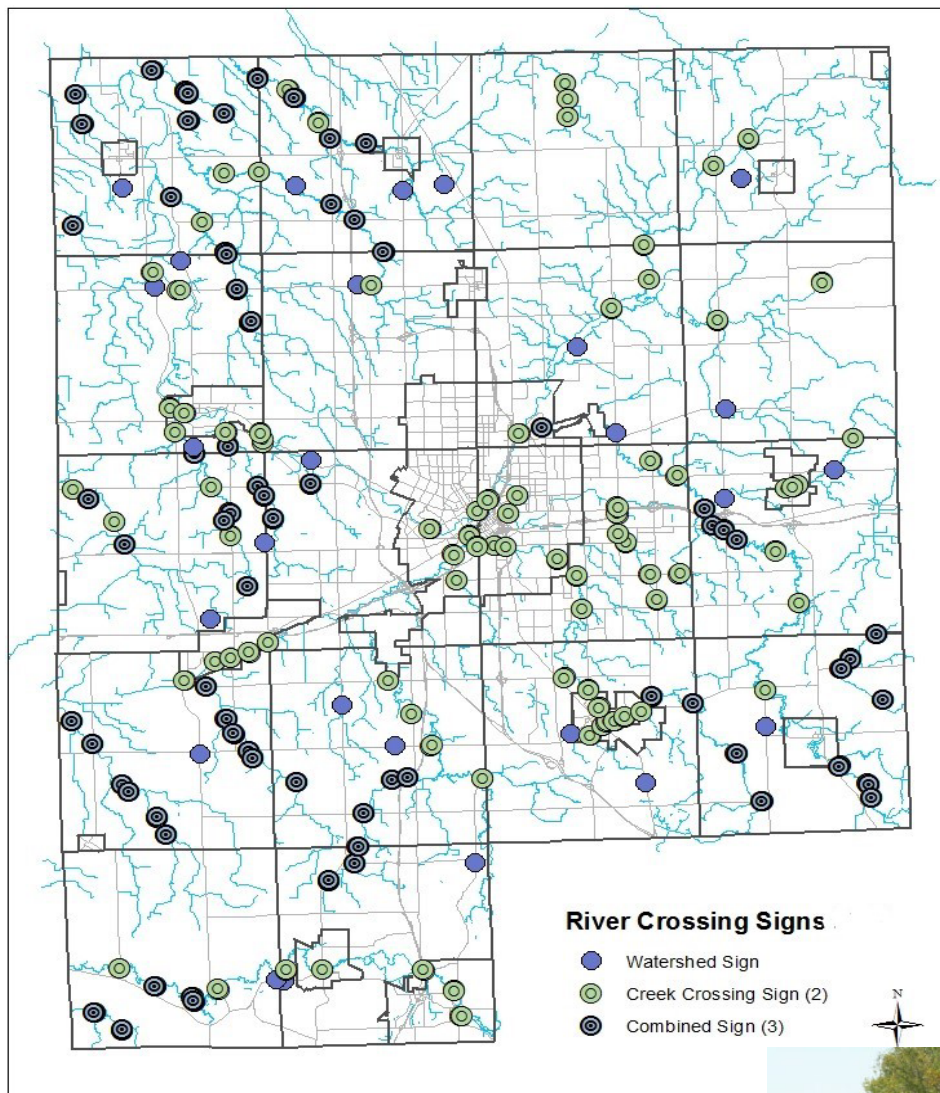 River Crossing Signs
Watershed Sign
Creek Crossing Sign (2)
Combined Sign (3)
N